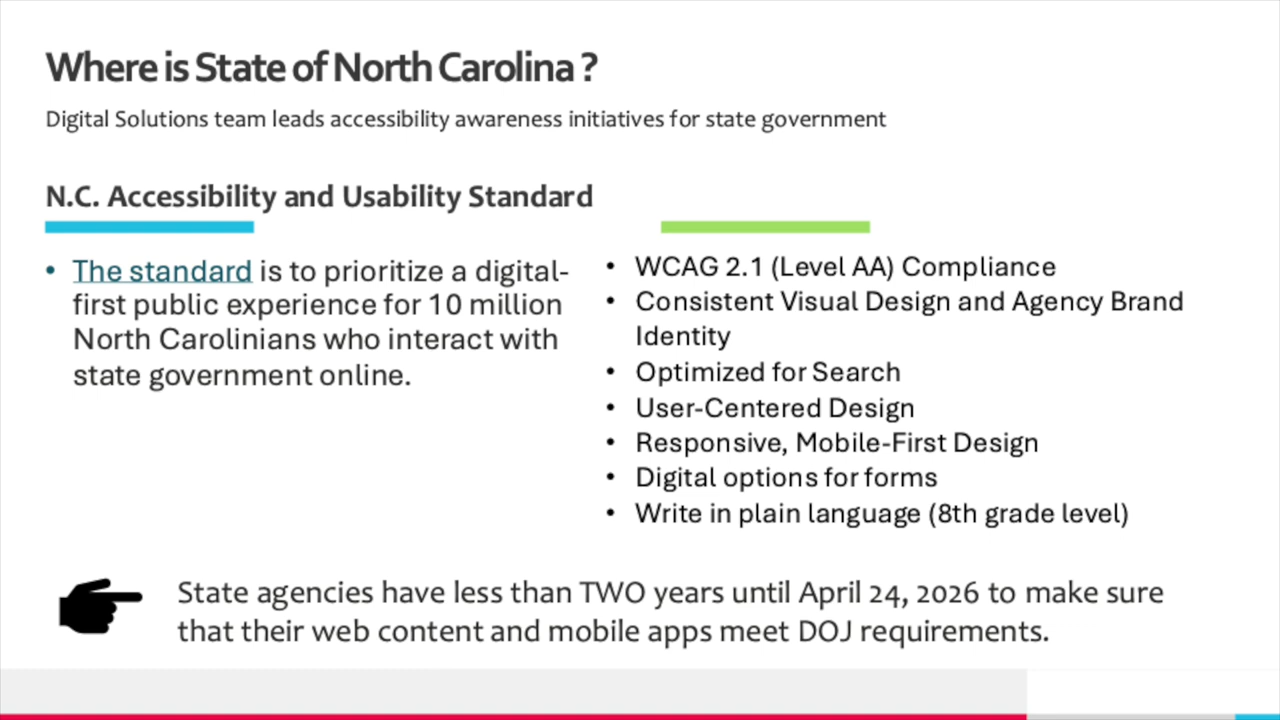 Where is State of North Carolina ?
Digital Solutions team leads accessibility awareness initiatives for state government
N.C. Accessibility and Usability Standard
• The standard is to prioritize a digital-
first public experience for 10 million
North Carolinians who interact with
state government online.
• WCAG 2.1 (Level AA) Compliance
• Consistent Visual Design and Agency Brand
Identity
• Optimized for Search
• User-Centered Design
• Responsive, Mobile-First Design
• Digital options for forms
• Write in plain language (8th grade level)
State agencies have less than TWO years until April 24, 2026 to make sure
that their web content and mobile apps meet DOJ requirements.